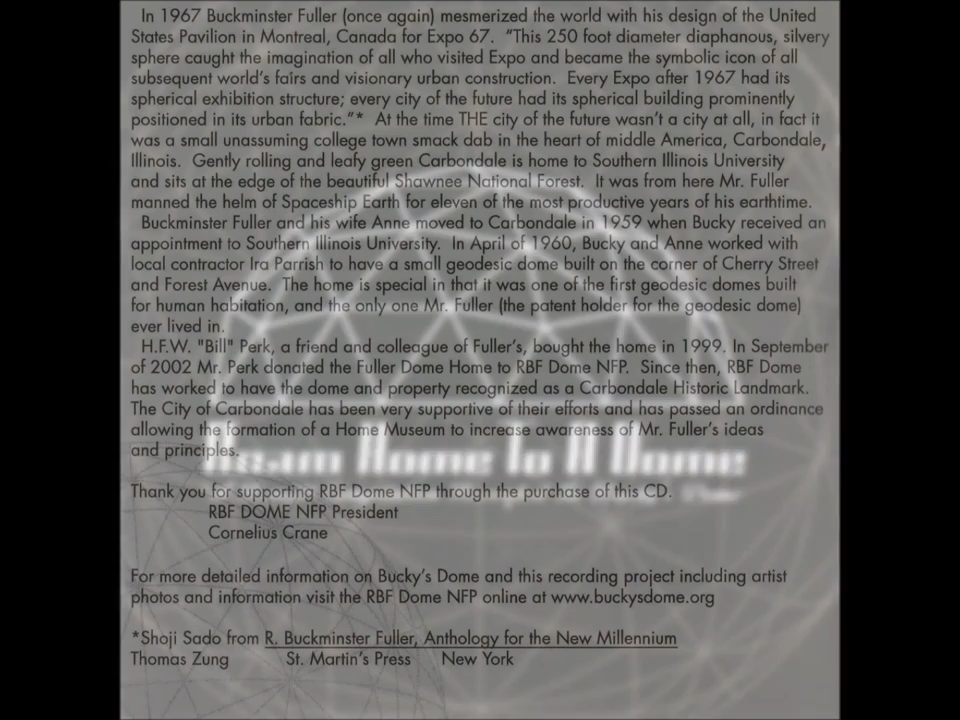 In 1967 Buckminster Fuller (once again) mesmerized the world with his design of the United
States Pavilion in Montreal, Canada for Expo 67. "This 250 foot diameter diaphanous, silvery
sphere caught the imagination of all who visited Expo and became the symbolic icon of all
subsequent world's fairs and visionary urban construction. Every Expo after 1967 had its
spherical exhibition structure; every city of the future had its spherical building prominently
positioned in its urban fabric."* At the time THE city of the future wasn't a city at all, in fact it
was a small unassuming college town smack dab in the heart of middle America, Carbondale,
Illinois. Gently rolling and leafy green Carbondale is home to Southern Illinois University
and sits at the edge of the beautiful Shawnee National Forest. It was from here Mr. Fuller
manned the helm of Spaceship Earth for eleven of the most productive years of his earthtime.
Buckminster Fuller and his wife Anne moved to Carbondale in 1959 when Bucky received an
appointment to Southern Illinois University. In April of 1960, Bucky and Anne worked with
local contractor Ira Parrish to have a small geodesic dome built on the corner of Cherry Street
and Forest Avenue. The home is special in that it was one of the first geodesic domes built
for human habitation, and the only one Mr. Fuller (the patent holder for the geodesic dome)
ever lived in.
H.F.W. "Bill" Perk, a friend and colleague of Fuller's, bought the home in 1999. In September
of 2002 Mr. Perk donated the Fuller Dome Home to RBF Dome NFP. Since then, RBF Dome
has worked to have the dome and property recognized as a Carbondale Historic Landmark.
The City of Carbondale has been very supportive of their efforts and has passed an ordinance
allowing the formation of a Home Museum to increase awareness of Mr. Fuller's ideas
and principles.
Home To A Dome
Thank you for supporting RBF Dome NFP through the purchase of this CD.
RBF DOME NFP President
Cornelius Crane
For more detailed information on Bucky's Dome and this recording project including artist
photos and information visit the RBF Dome NFP online at www.buckysdome.org
*Shoji Sado from R. Buckminster Fuller, Anthology for the New Millennium
Thomas Zung St. Martin's Press New York